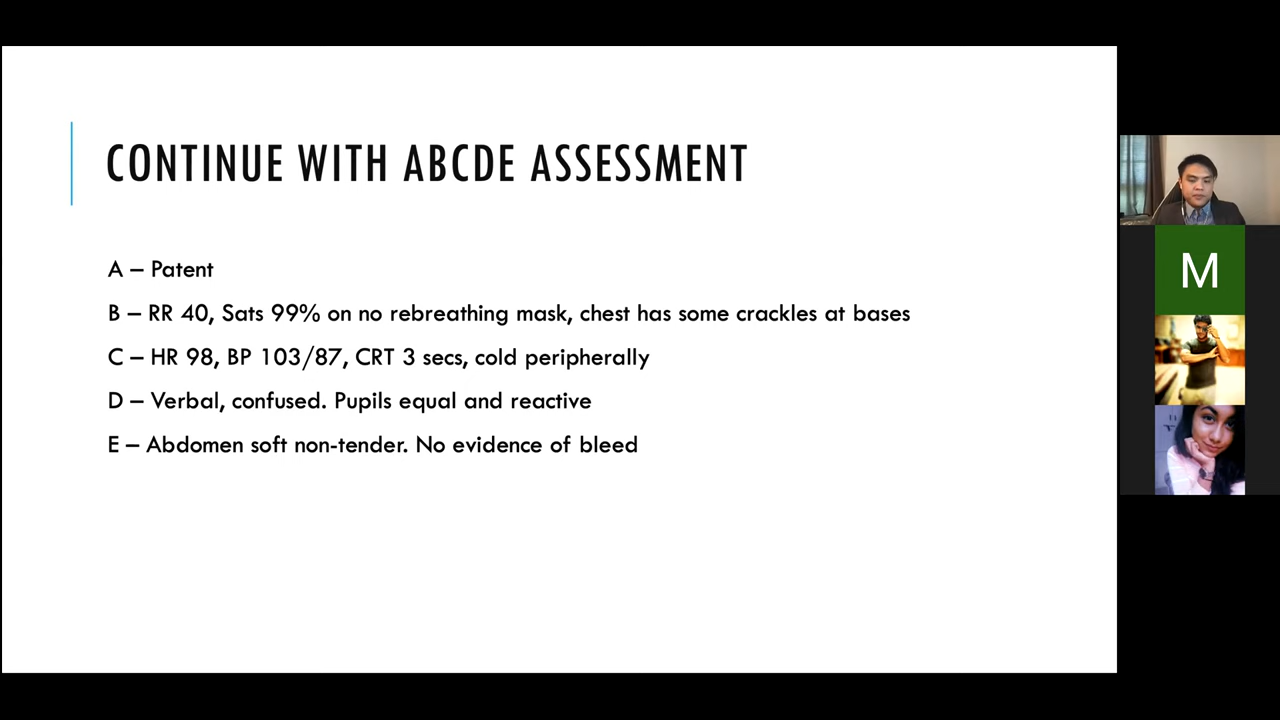 CONTINUE WITH ABCDE ASSESSMENT
A – Patent
B – RR 40, Sats 99% on no rebreathing mask, chest has some crackles at bases
C – HR 98, BP 103/87, CRT 3 secs, cold peripherally
D – Verbal, confused. Pupils equal and reactive
E – Abdomen soft non-tender. No evidence of bleed
M